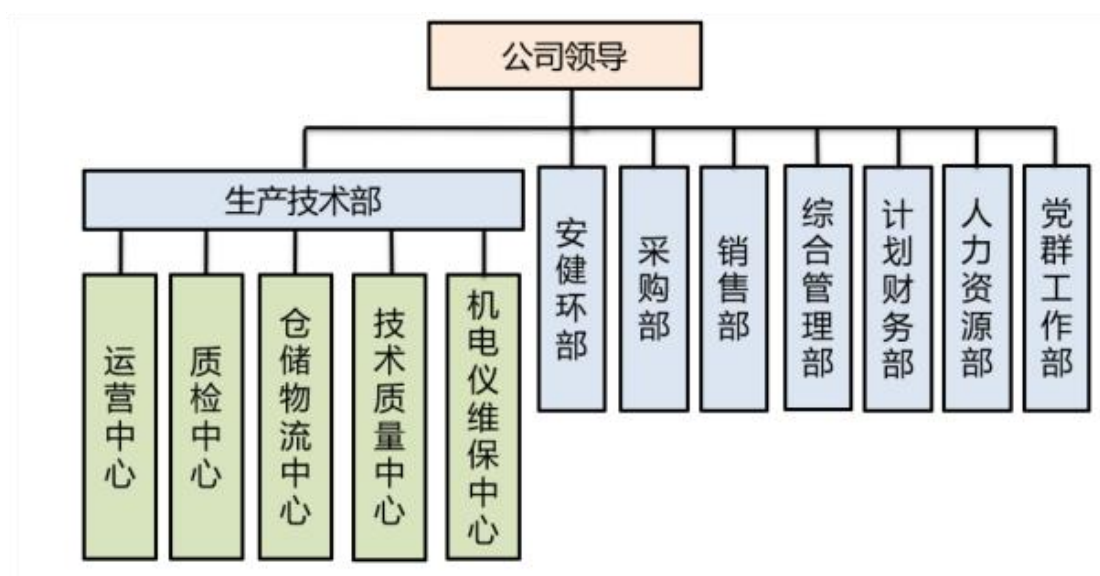 公司领导
生产技术部
安健环部
采购部
销售部
综合管理部
计划财务部
人力资源部
党群工作部
运营中心
质检中心
仓储物流中心
技术质量中心
机电仪维保中心